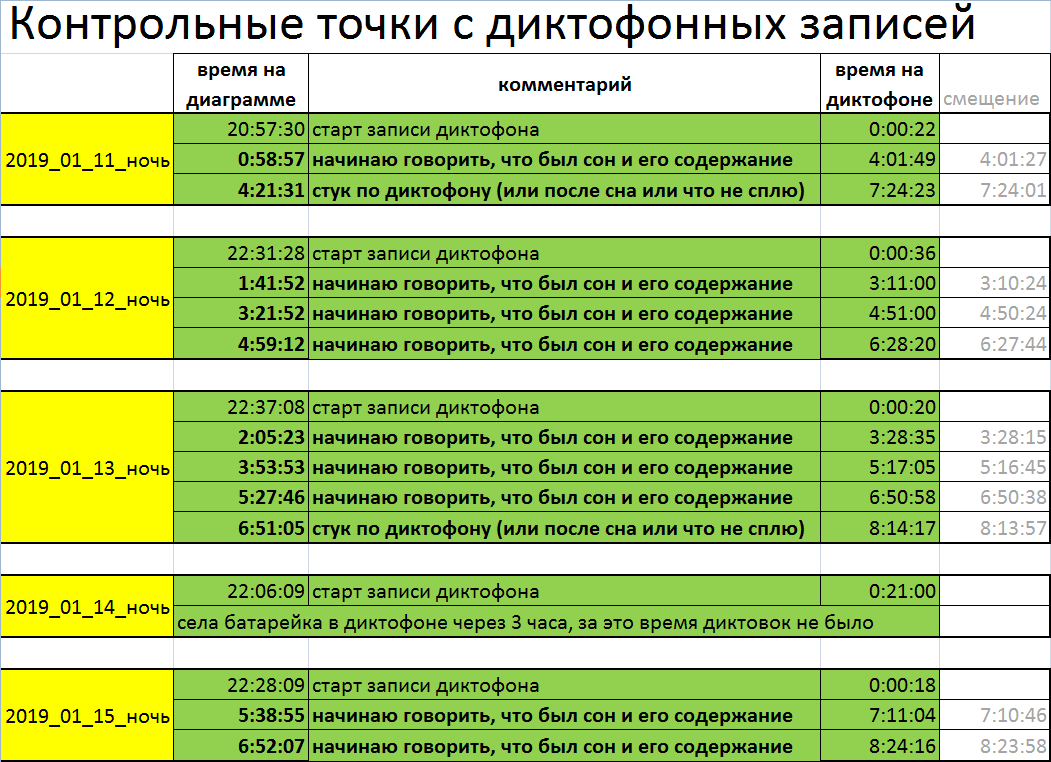 Контрольные точки с диктофонных записей
время на диаграмме комментарий время на диктофоне смещение
2019_01_11_ночь
20:57:30 старт записи диктофона 0:00:22
0:58:57 начинаю говорить, что был сон и его содержание 4:01:49 4:01:27
4:21:31 стук по диктофону (или после сна или что не сплю) 7:24:23 7:24:01
2019_01_12_ночь
22:31:28 старт записи диктофона 0:00:36
1:41:52 начинаю говорить, что был сон и его содержание 3:11:00 3:10:24
3:21:52 начинаю говорить, что был сон и его содержание 4:51:00 4:50:24
4:59:12 начинаю говорить, что был сон и его содержание 6:28:20 6:27:44
2019_01_13_ночь
22:37:08 старт записи диктофона 0:00:20
2:05:23 начинаю говорить, что был сон и его содержание 3:28:35 3:28:15
3:53:53 начинаю говорить, что был сон и его содержание 5:17:05 5:16:45
5:27:46 начинаю говорить, что был сон и его содержание 6:50:58 6:50:38
6:51:05 стук по диктофону (или после сна или что не сплю) 8:14:17 8:13:57
2019_01_14_ночь
22:06:09 старт записи диктофона 0:21:00
села батарейка в диктофоне через 3 часа, за это время диктовок не было
2019_01_15_ночь
22:28:09 старт записи диктофона 0:00:18
5:38:55 начинаю говорить, что был сон и его содержание 7:11:04 7:10:46
6:52:07 начинаю говорить, что был сон и его содержание 8:24:16 8:23:58